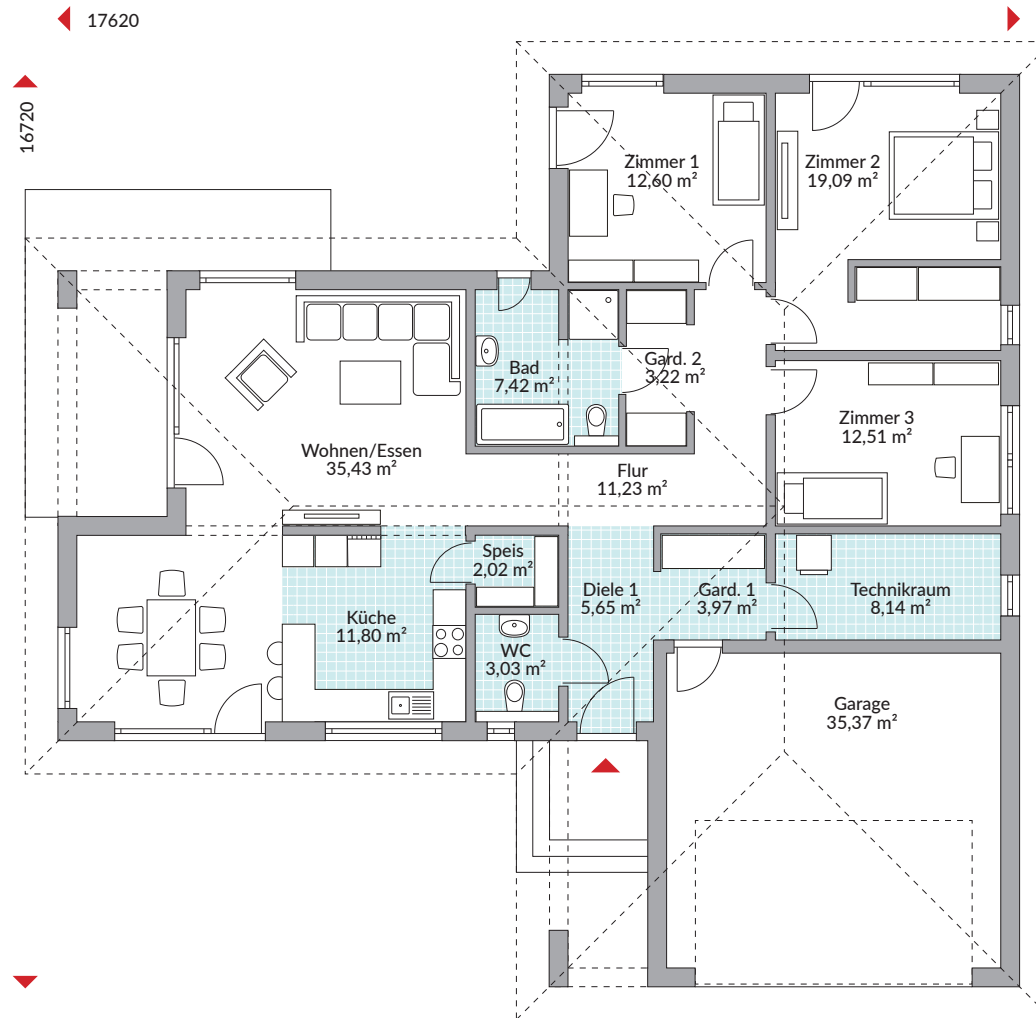 17620
16720
Zimmer 1
12,60 m²
Zimmer 2
19,09 m²
Bad
7,42 m²
Gard. 2
3,22 m²
Zimmer 3
12,51 m²
Wohnen/Essen
35,43 m²
Flur
11,23 m²
Speis
2,02 m²
Küche
11,80 m²
Diele 1
5,65 m²
Gard. 1
3,97 m²
Technikraum
8,14 m²
WC
3,03 m²
Garage
35,37 m²